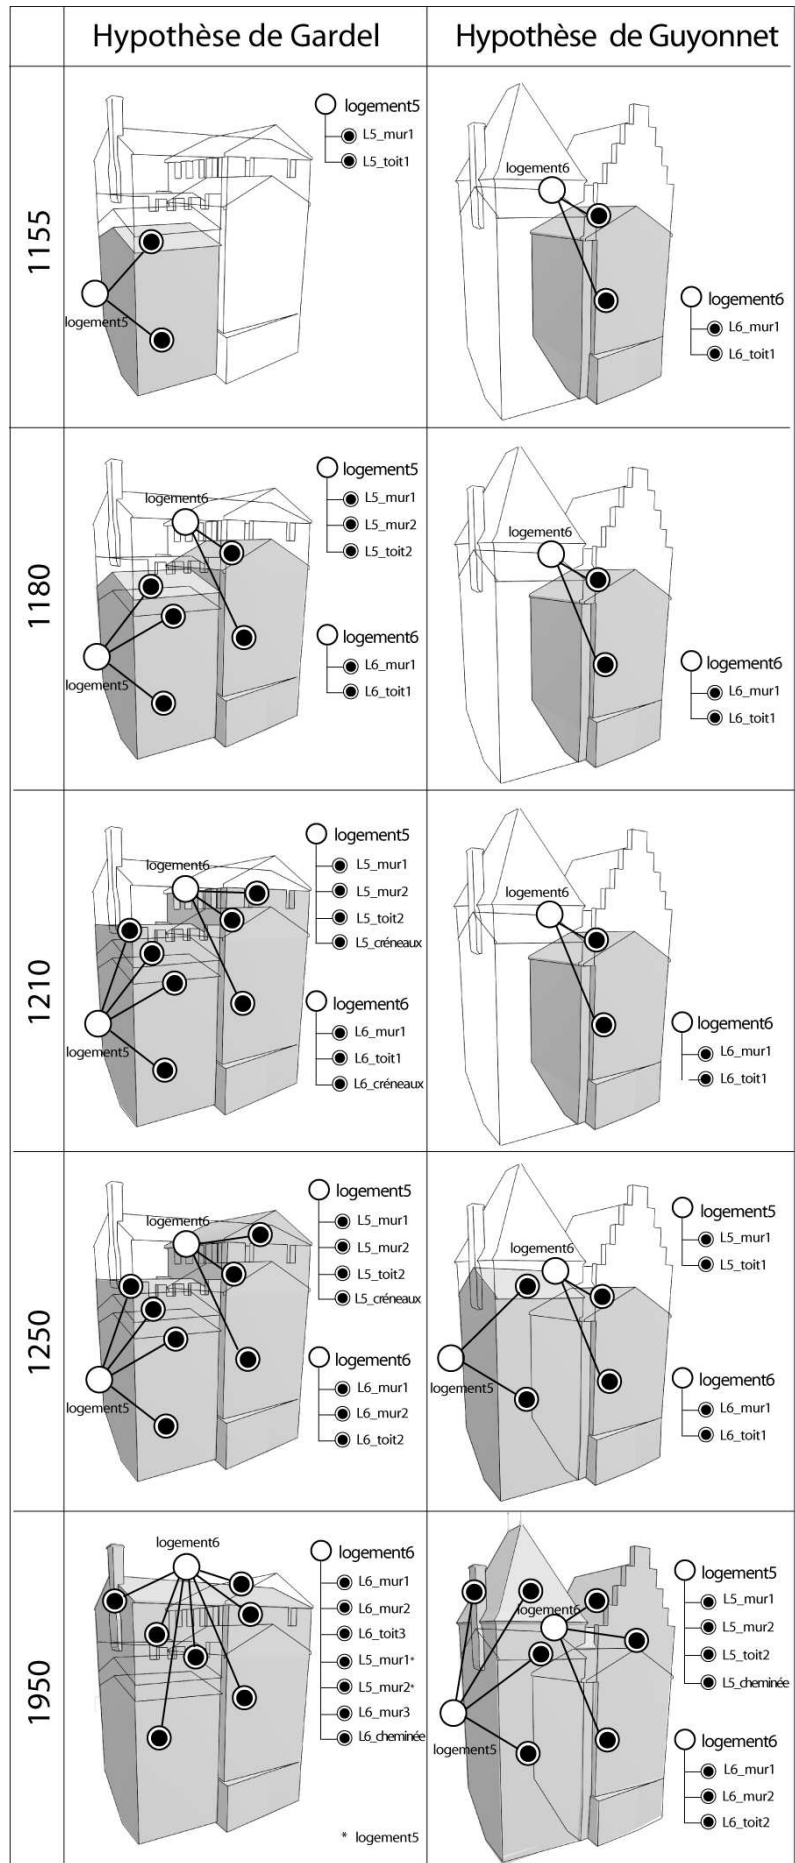 Hypothèse de Gardel
Hypothèse de Guyonnet
1155
logement5
L5_mur1
L5_toit1
logement5
logement6
logement6
L6_mur1
L6_toit1
1180
logement6
logement5
L5_mur1
L5_mur2
L5_toit2
logement6
L6_mur1
L6_toit1
logement5
logement6
logement6
L6_mur1
L6_toit1
1210
logement6
logement5
L5_mur1
L5_mur2
L5_toit2
L5_créneaux
logement6
L6_mur1
L6_toit1
L6_créneaux
logement5
logement6
logement6
L6_mur1
L6_toit1
1250
logement6
logement5
L5_mur1
L5_mur2
L5_toit2
L5_créneaux
logement6
L6_mur1
L6_mur2
L6_toit2
logement5
logement6
logement5
L5_mur1
L5_toit1
logement6
L6_mur1
L6_toit1
logement5
1950
logement6
logement6
L6_mur1
L6_mur2
L6_toit3
L5_mur1*
L5_mur2*
L6_mur3
L6_cheminée
* logement5
logement6
logement5
L5_mur1
L5_mur2
L5_toit2
L5_cheminée
logement6
L6_mur1
L6_mur2
L6_toit2
logement5